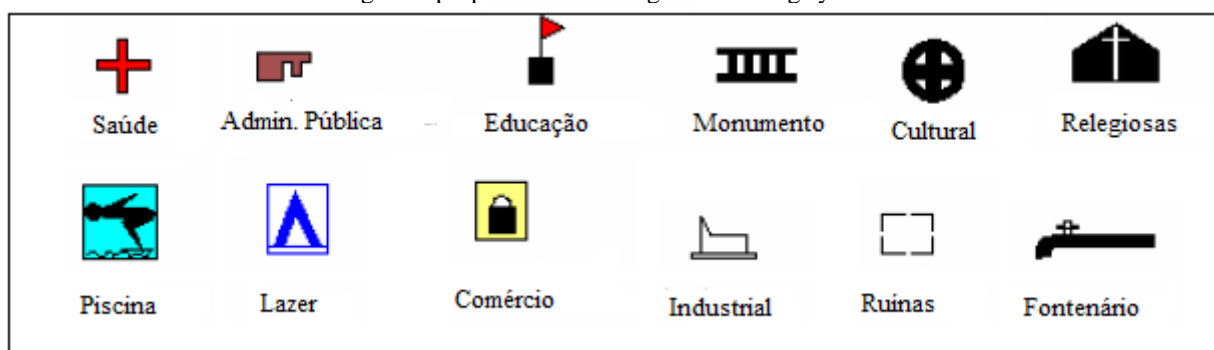 Saúde Admin. Pública Educação Monumento Cultural Relegiosas
Piscina Lazer Comércio Industrial Ruinas Fontenário